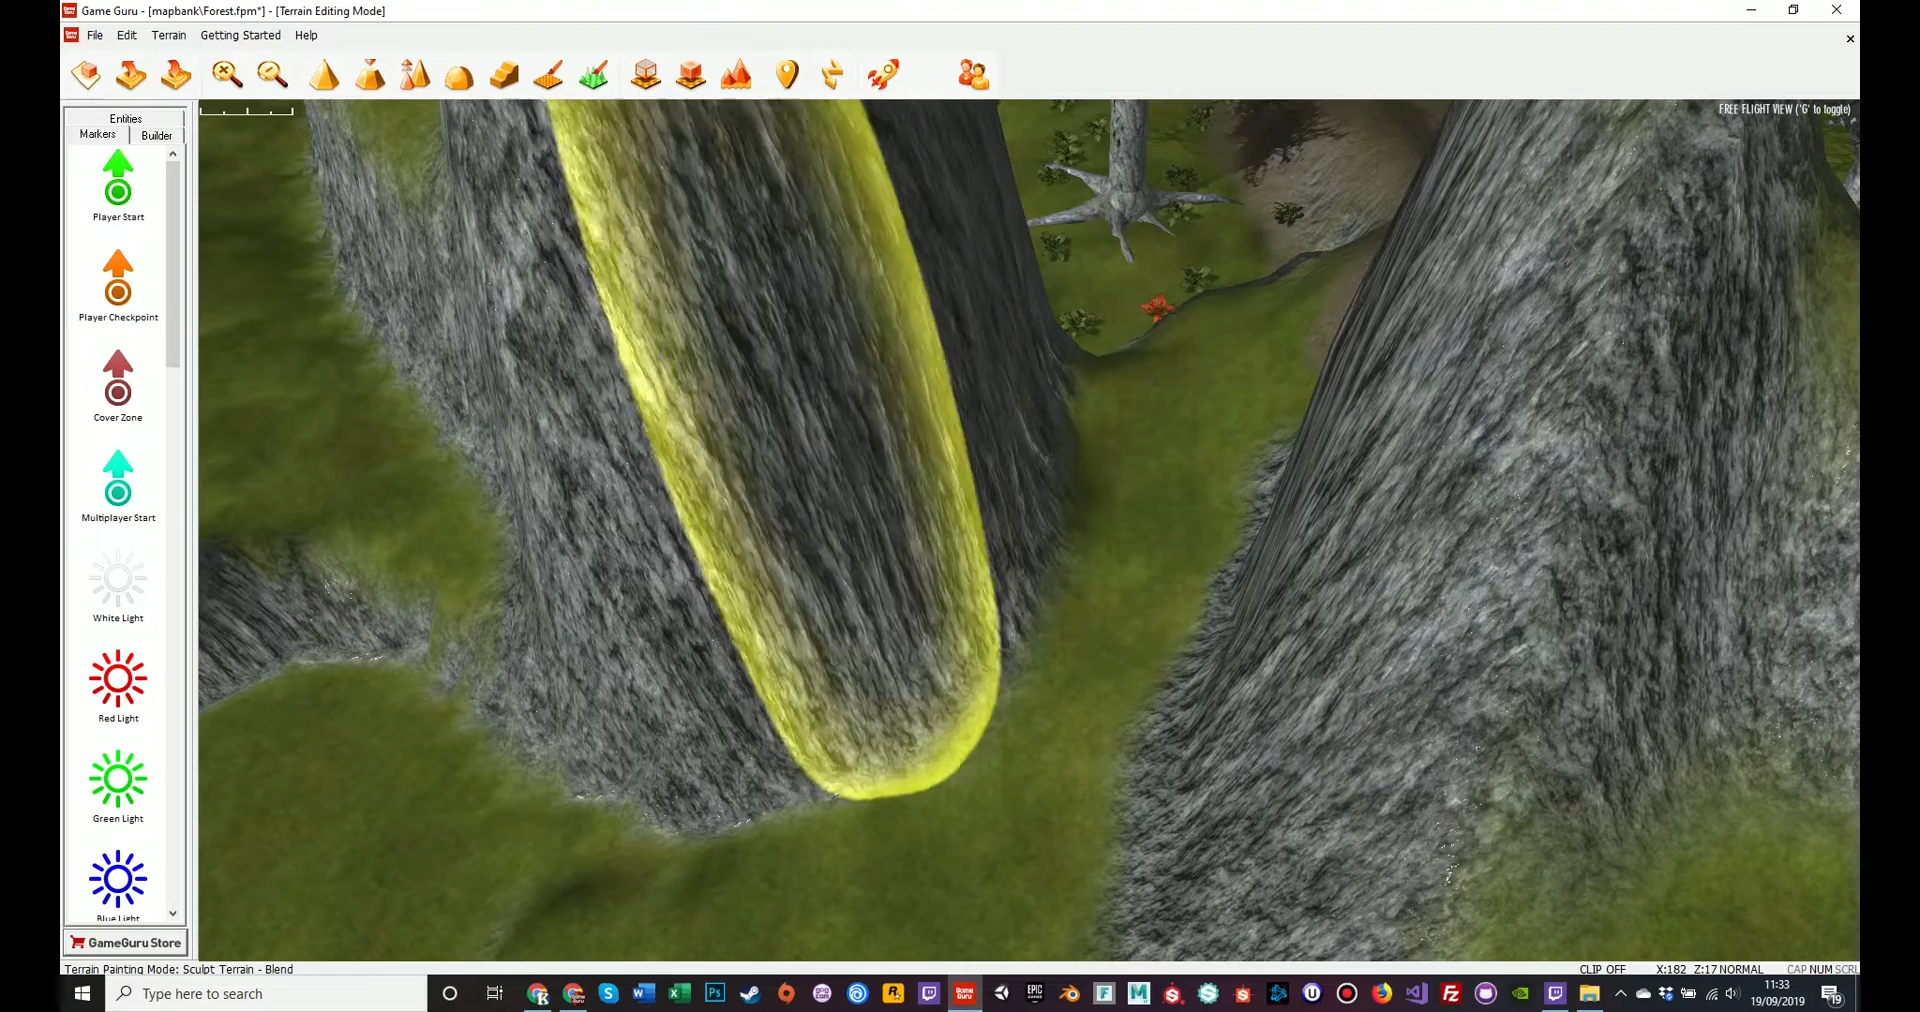 Game Guru - [mapbank\Forest.fpm*] - [Terrain Editing Mode]
File Edit Terrain Getting Started Help
FREE FLIGHT VIEW ('G' to toggle)
Entities
Markers Builder
Player Start
Player Checkpoint
Cover Zone
Multiplayer Start
White Light
Red Light
Green Light
Blue Light
GameGuru Store
Terrain Painting Mode: Sculpt Terrain - Blend
CLIP OFF X:182 Z:17 NORMAL CAP NUM SCRL
Type here to search
11:33
19/09/2019
19